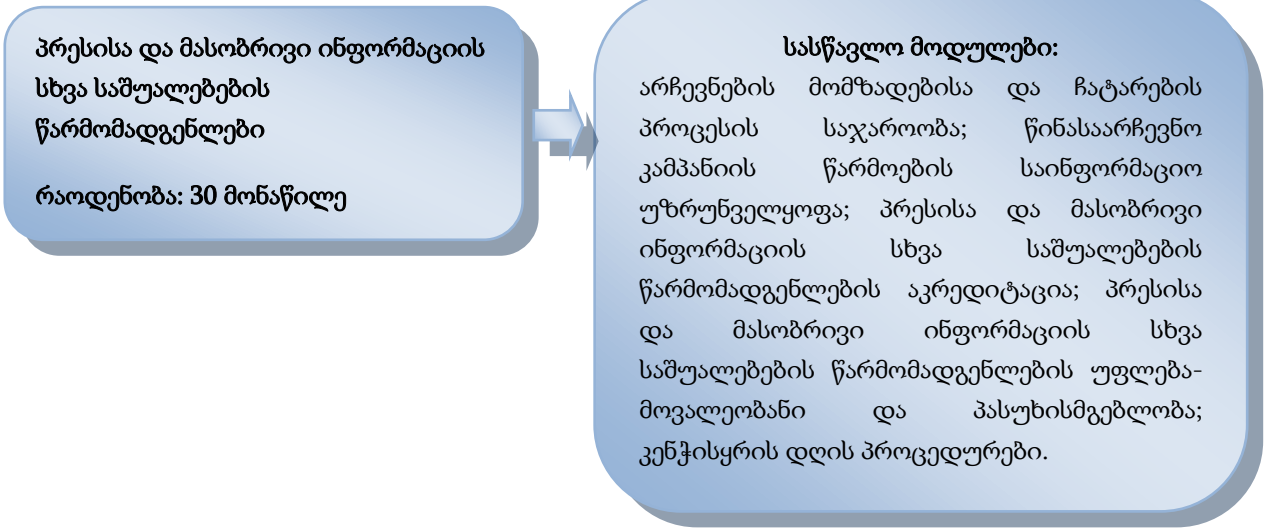 პრესისა და მასობრივი ინფორმაციის
სხვა საშუალებების
წარმომადგენლები
რაოდენობა: 30 მონაწილე
სასწავლო მოდულები:
არჩევნების მომზადებისა და ჩატარების
პროცესის საჯაროობა; წინასაარჩევნო
კამპანიის წარმოების საინფორმაციო
უზრუნველყოფა; პრესისა და მასობრივი
ინფორმაციის სხვა საშუალებების
წარმომადგენლების აკრედიტაცია; პრესისა
და მასობრივი ინფორმაციის სხვა
საშუალებების წარმომადგენლების უფლება-
მოვალეობანი და პასუხისმგებლობა;
კენჭისყრის დღის პროცედურები.